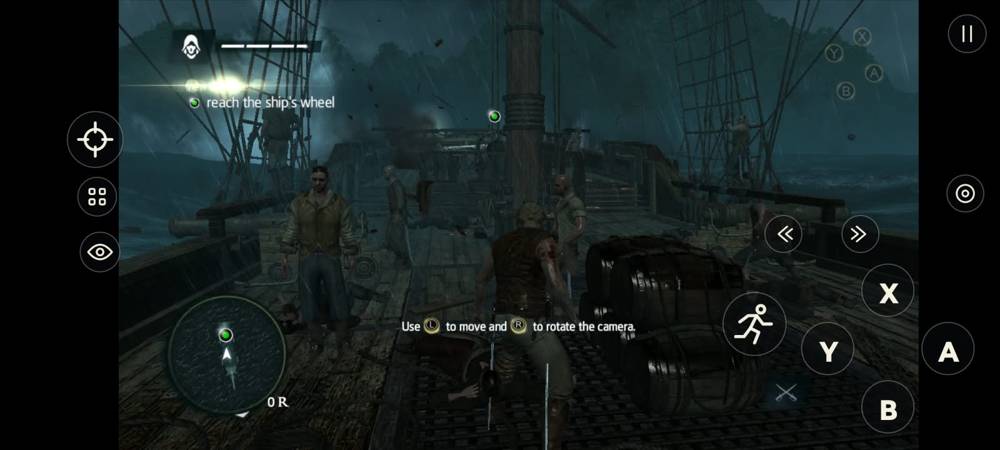 X
Y
A
B
reach the ship's wheel
X
Use L to move and R to rotate the camera.
Y
A
0 R
B